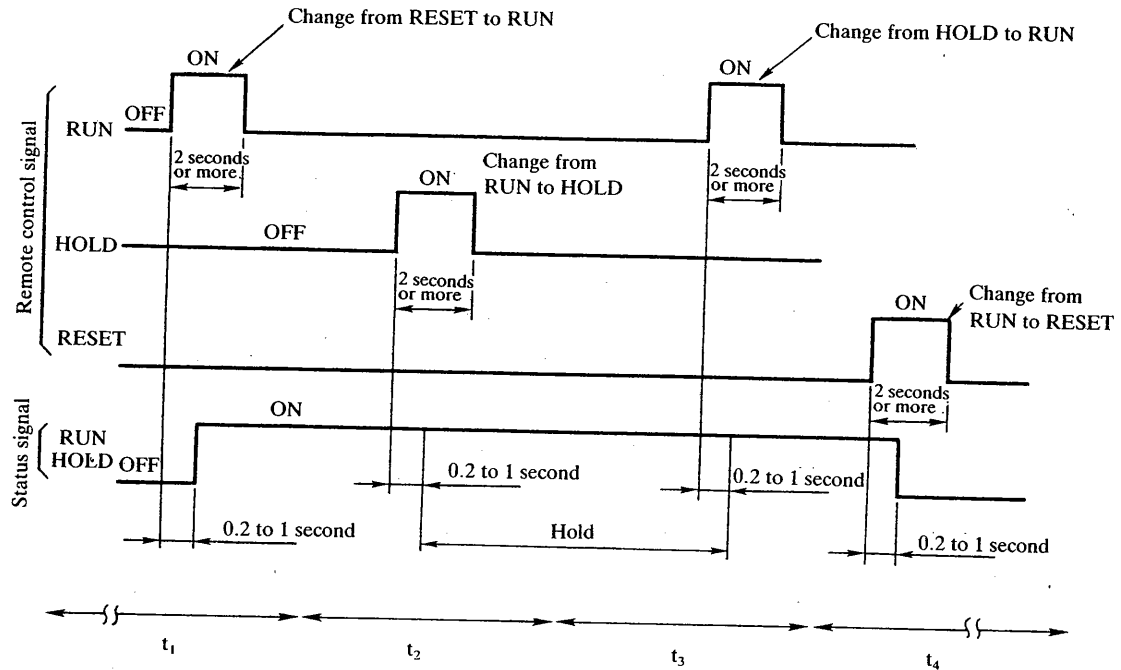 Change from RESET to RUN
Change from HOLD to RUN
ON
ON
OFF
RUN
2 seconds
or more
2 seconds
or more
Change from
RUN to HOLD
ON
OFF
HOLD
2 seconds
or more
Remote control signal
ON
Change from
RUN to RESET
RESET
2 seconds
or more
ON
Status signal
RUN
HOLD
OFF
0.2 to 1 second
0.2 to 1 second
0.2 to 1 second
Hold
0.2 to 1 second
t1
t2
t3
t4